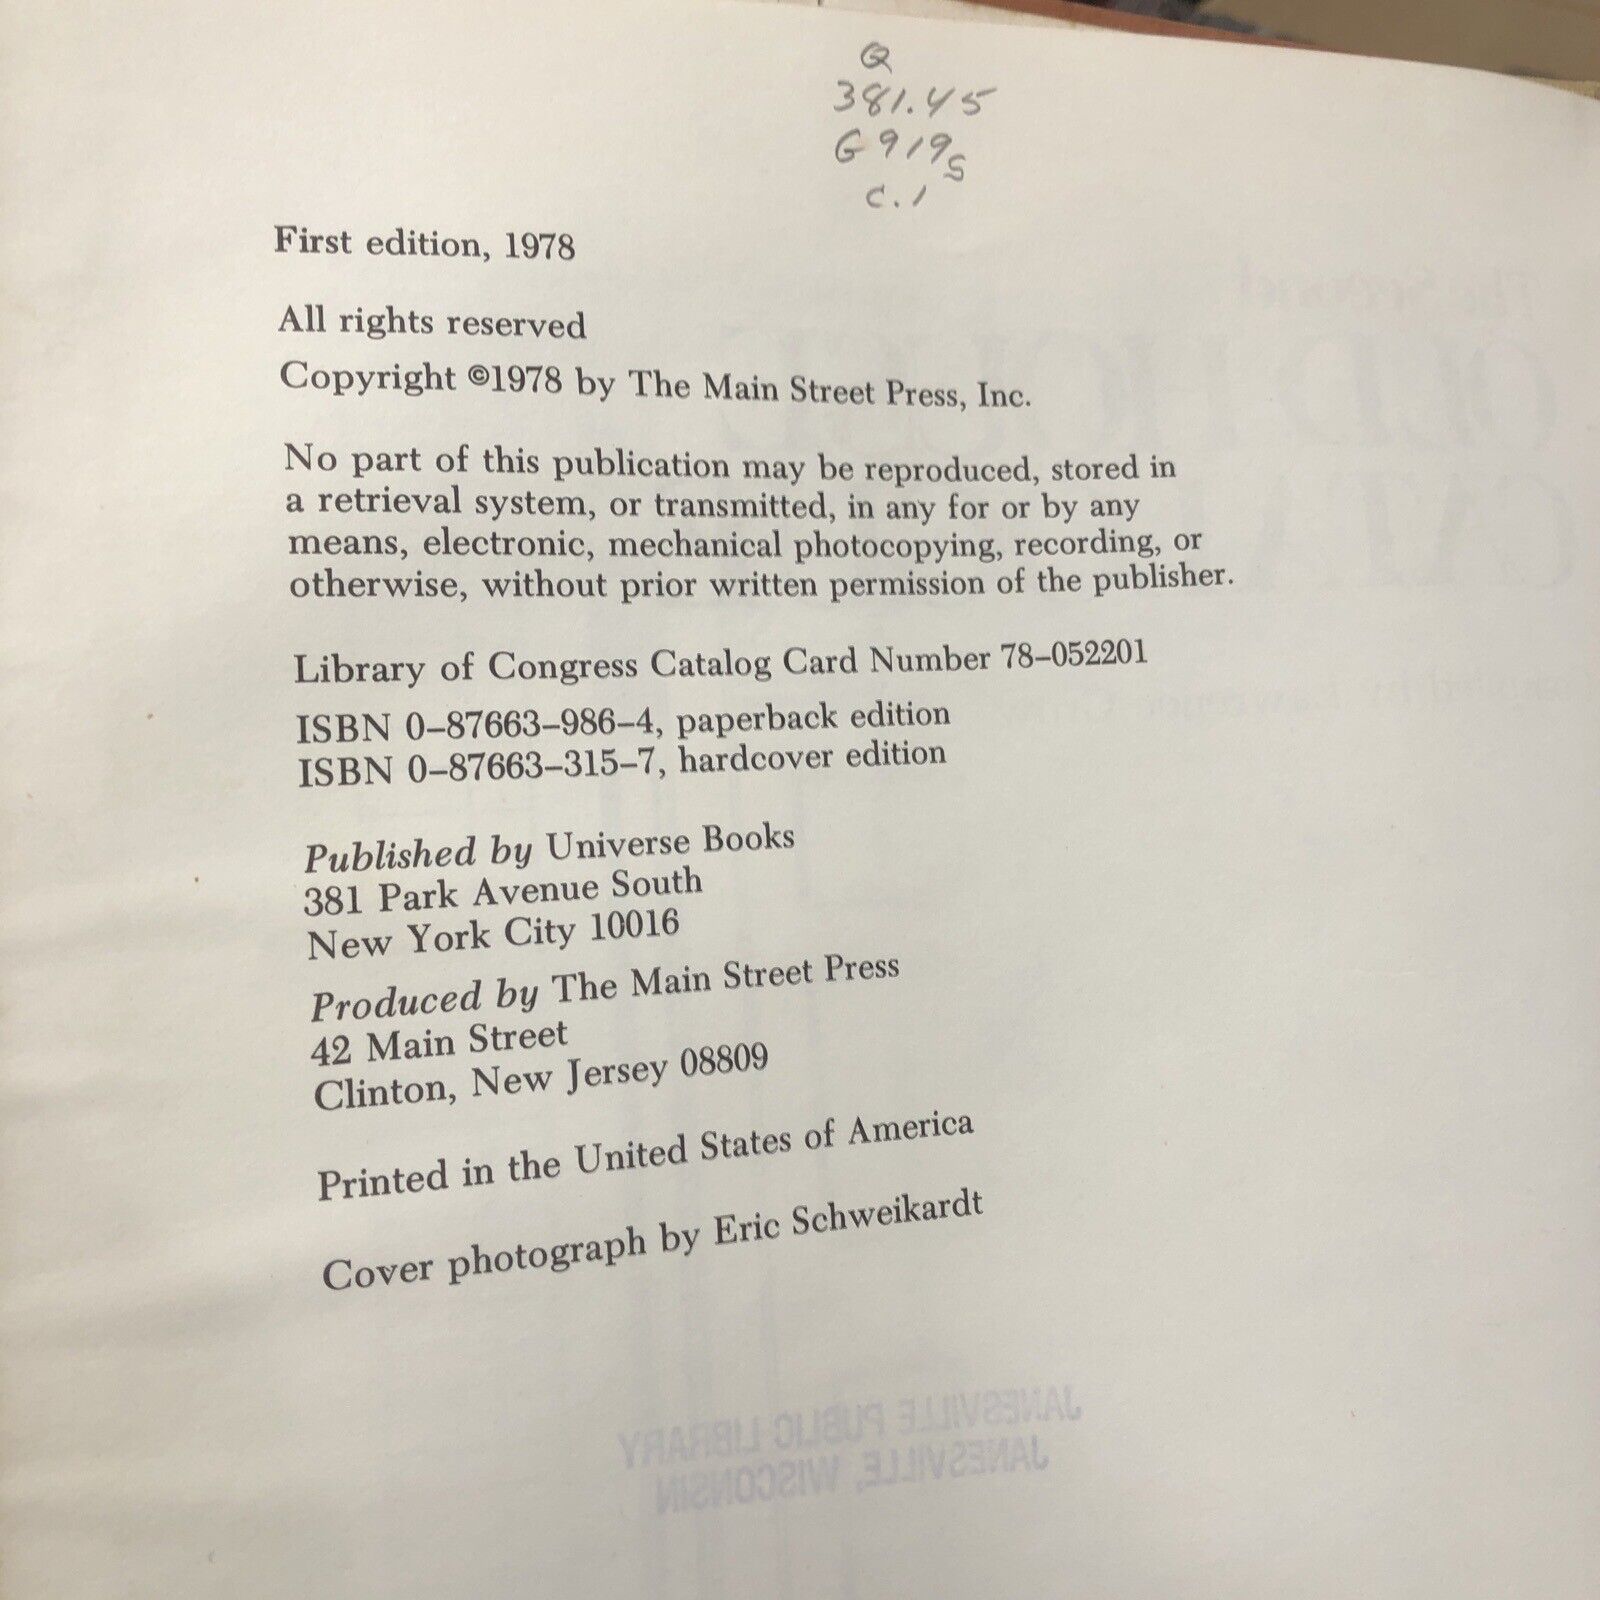 Q
381.45
G919s
c.1
First edition, 1978
All rights reserved
Copyright ©1978 by The Main Street Press, Inc.
No part of this publication may be reproduced, stored in
a retrieval system, or transmitted, in any for or by any
means, electronic, mechanical photocopying, recording, or
otherwise, without prior written permission of the publisher.
Library of Congress Catalog Card Number 78–052201
ISBN 0–87663–986–4, paperback edition
ISBN 0–87663–315–7, hardcover edition
Published by Universe Books
381 Park Avenue South
New York City 10016
Produced by The Main Street Press
42 Main Street
Clinton, New Jersey 08809
Printed in the United States of America
Cover photograph by Eric Schweikardt
JANESVILLE PUBLIC LIBRARY
JANESVILLE, WISCONSIN